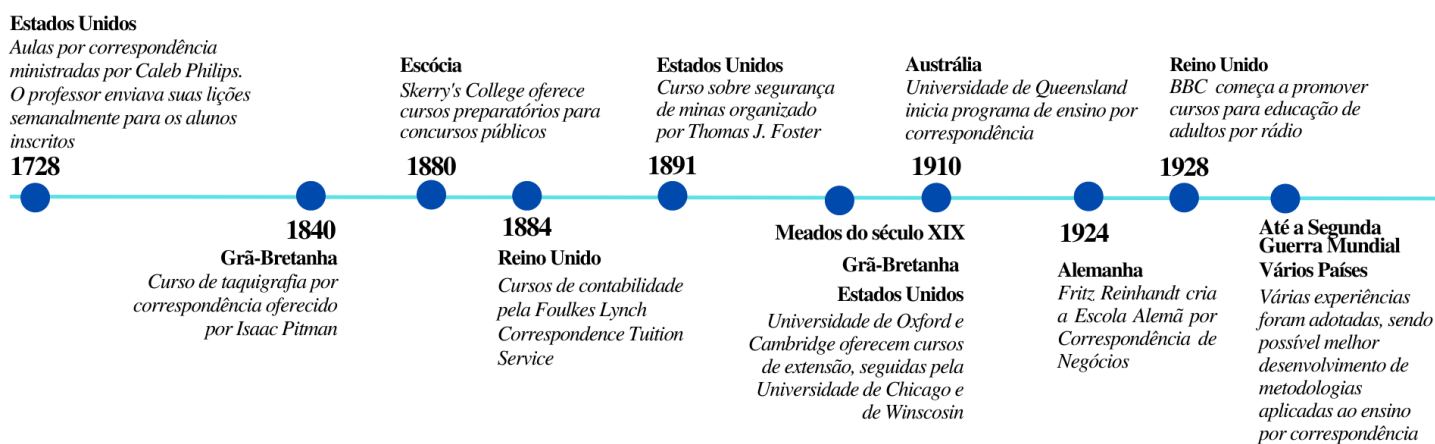 Estados Unidos
Aulas por correspondência
ministradas por Caleb Philips.
O professor enviava suas lições
semanalmente para os alunos
inscritos
1728
1840
Grã-Bretanha
Curso de taquigrafia por
correspondência oferecido
por Isaac Pitman
Escócia
Skerry's College oferece
cursos preparatórios para
concursos públicos
1880
1884
Reino Unido
Cursos de contabilidade
pela Foulkes Lynch
Correspondence Tuition
Service
Estados Unidos
Curso sobre segurança
de minas organizado
por Thomas J. Foster
1891
Meados do século XIX
Grã-Bretanha
Estados Unidos
Universidade de Oxford e
Cambridge oferecem cursos
de extensão, seguidas pela
Universidade de Chicago e
de Winscosin
Austrália
Universidade de Queensland
inicia programa de ensino por
correspondência
1910
1924
Alemanha
Fritz Reinhandt cria
a Escola Alemã por
Correspondência de
Negócios
Reino Unido
BBC começa a promover
cursos para educação de
adultos por rádio
1928
Até a Segunda
Guerra Mundial
Vários Países
Várias experiências
foram adotadas, sendo
possível melhor
desenvolvimento de
metodologias
aplicadas ao ensino
por correspondência